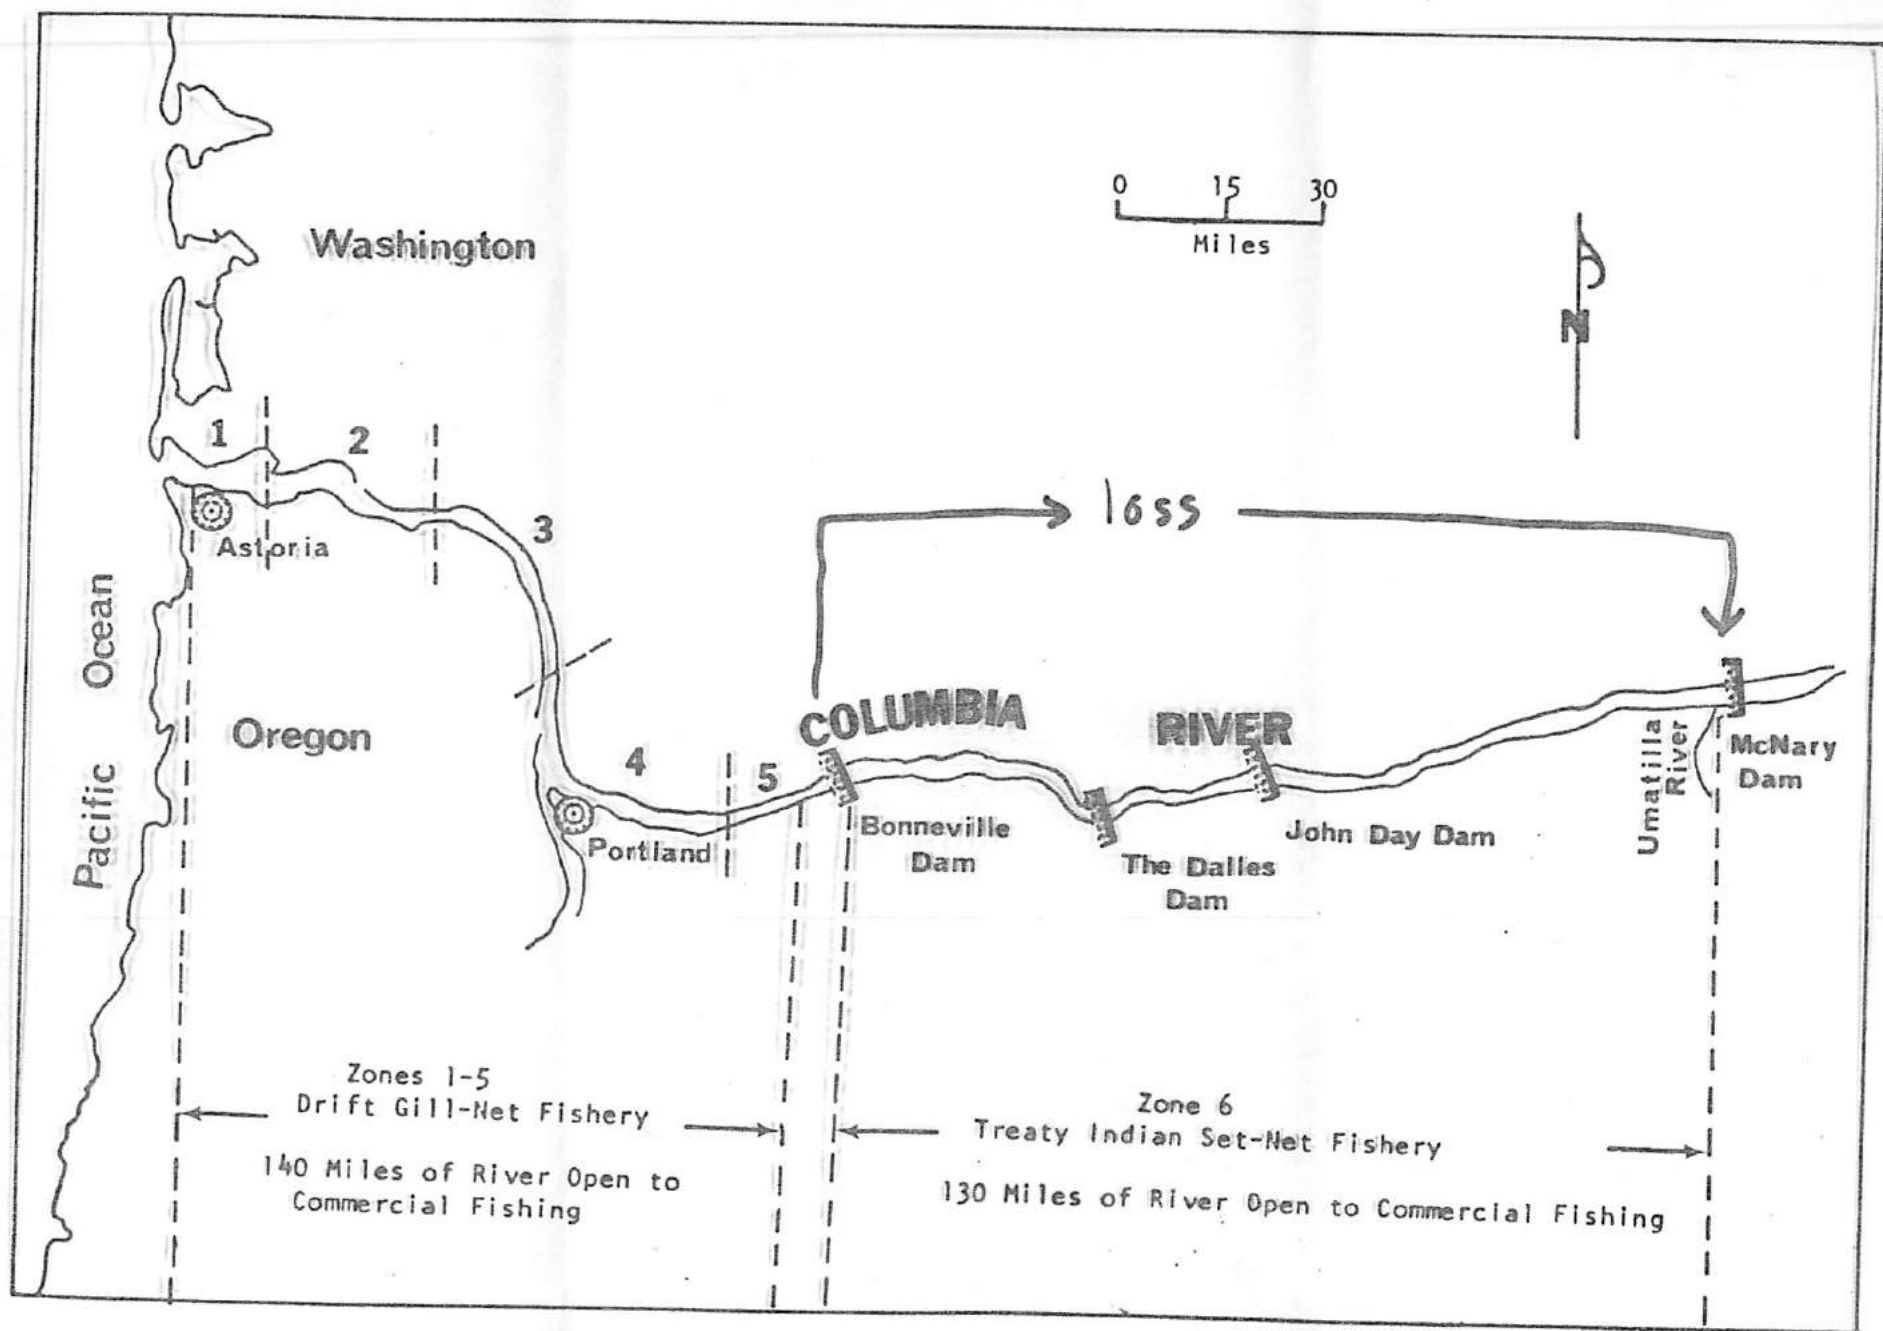 0 15 30
Miles
Washington
N
1
2
3
loss
Astoria
Pacific Ocean
Oregon
COLUMBIA
RIVER
4
5
Umatilla
River
McNary
Dam
Portland
Bonneville
Dam
The Dalles
Dam
John Day Dam
Zones 1-5
Drift Gill-Net Fishery
140 Miles of River Open to
Commercial Fishing
Zone 6
Treaty Indian Set-Net Fishery
130 Miles of River Open to Commercial Fishing